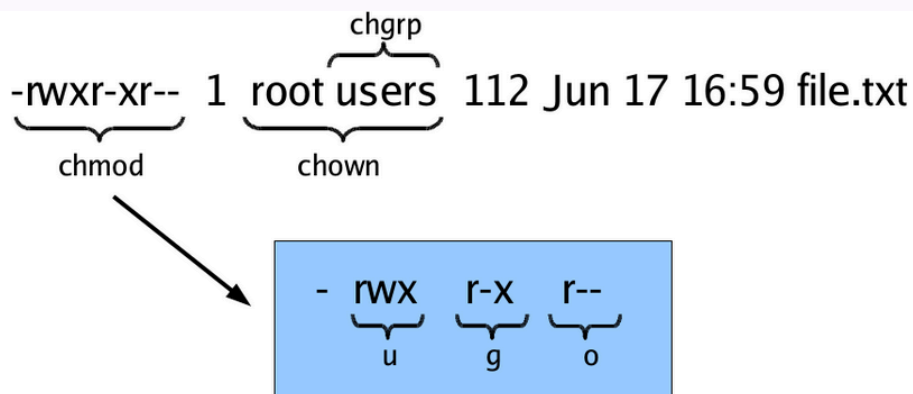 chgrp
-rwxr-xr-- 1 root users 112 Jun 17 16:59 file.txt
chmod chown
- rwx r-x r--
u g o